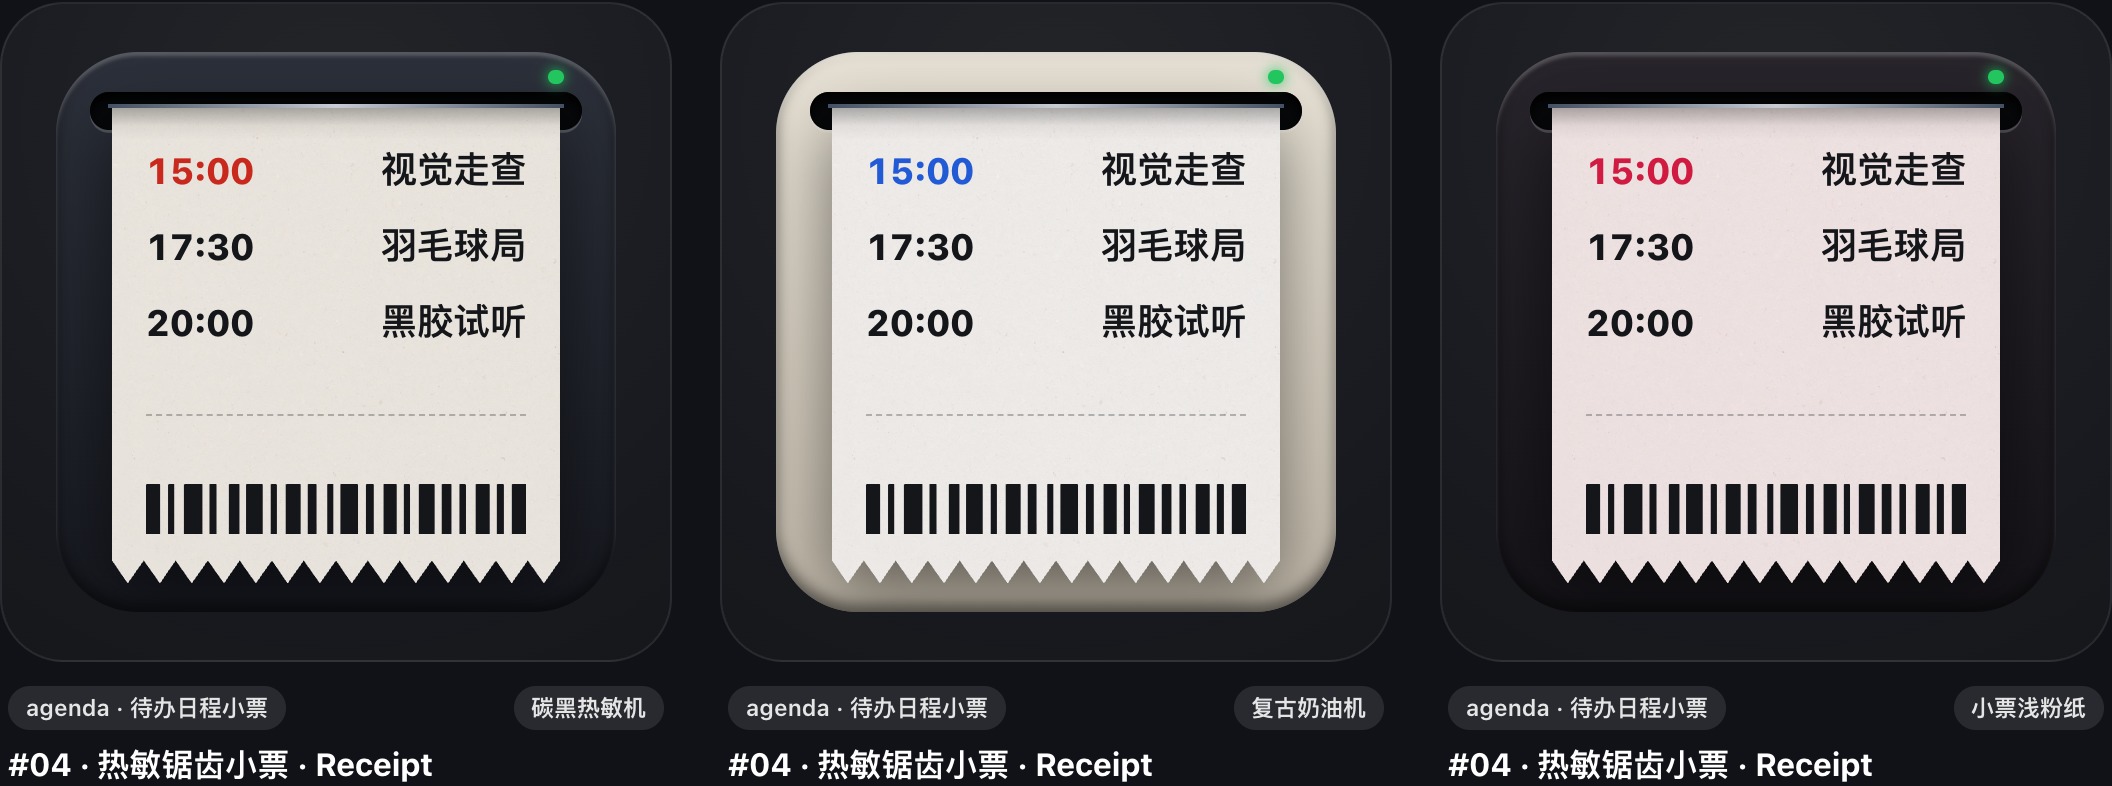 15:00 视觉走查
17:30 羽毛球局
20:00 黑胶试听
agenda · 待办日程小票 碳黑热敏机
#04 · 热敏锯齿小票 · Receipt
15:00 视觉走查
17:30 羽毛球局
20:00 黑胶试听
agenda · 待办日程小票 复古奶油机
#04 · 热敏锯齿小票 · Receipt
15:00 视觉走查
17:30 羽毛球局
20:00 黑胶试听
agenda · 待办日程小票 小票浅粉纸
#04 · 热敏锯齿小票 · Receipt